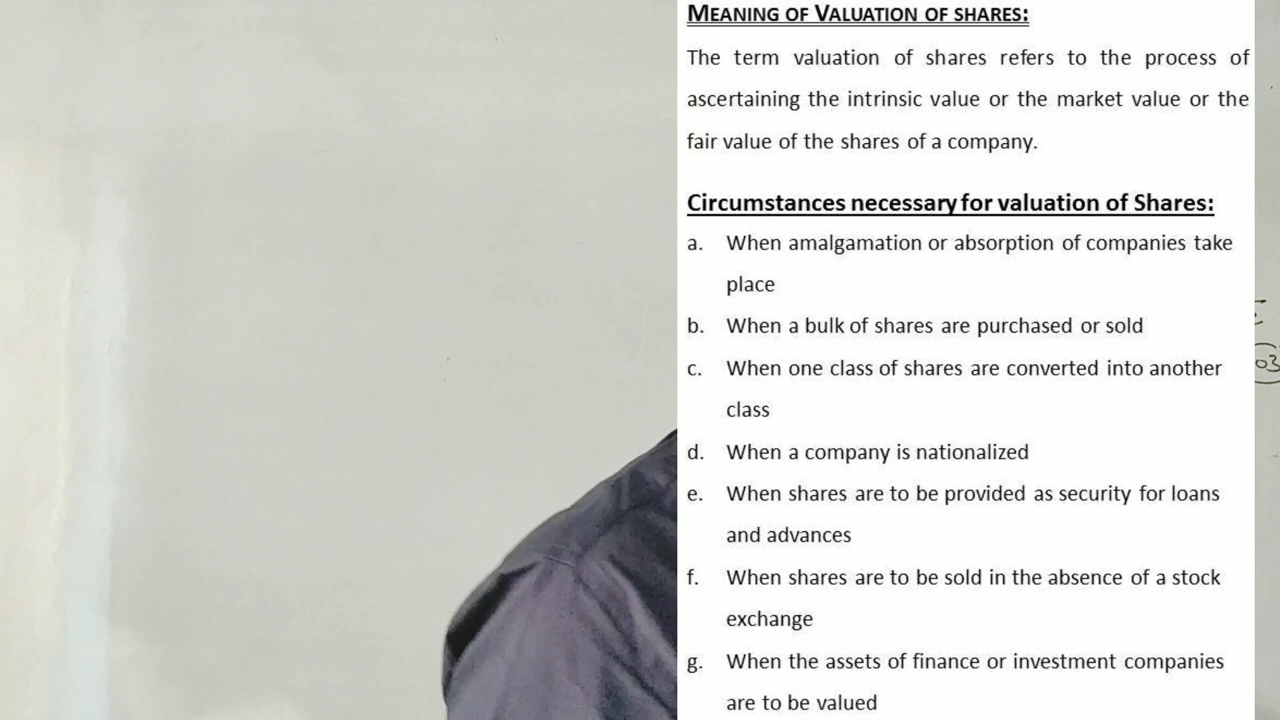 MEANING OF VALUATION OF SHARES:
The term valuation of shares refers to the process of
ascertaining the intrinsic value or the market value or the
fair value of the shares of a company.
Circumstances necessary for valuation of Shares:
a. When amalgamation or absorption of companies take
place
b. When a bulk of shares are purchased or sold
c. When one class of shares are converted into another
class
d. When a company is nationalized
e. When shares are to be provided as security for loans
and advances
f. When shares are to be sold in the absence of a stock
exchange
g. When the assets of finance or investment companies
are to be valued
03